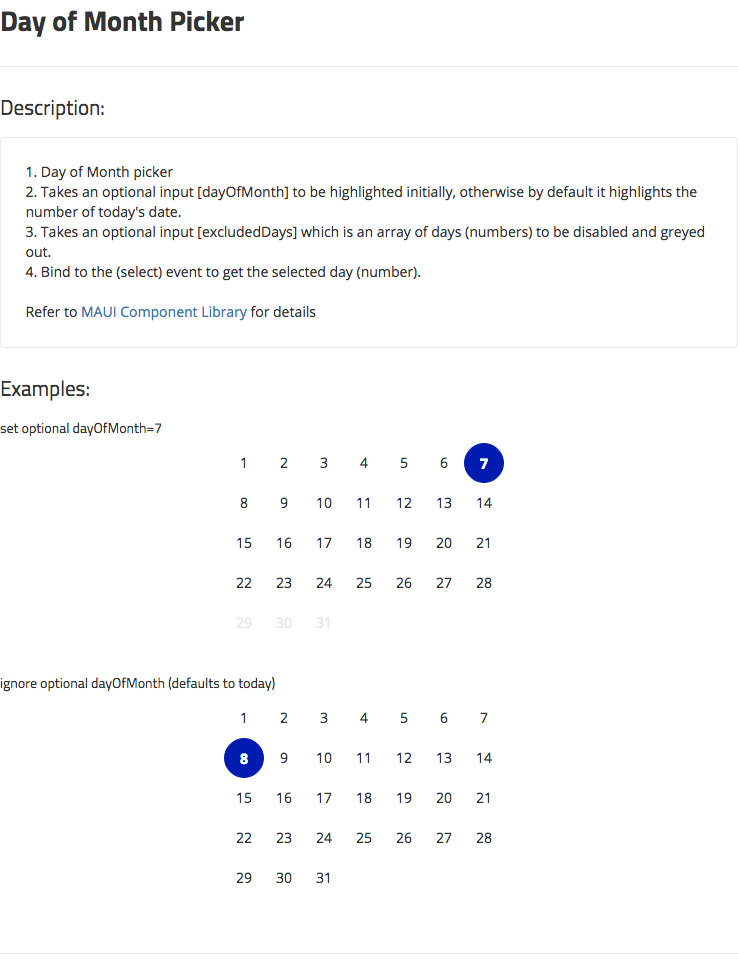 Day of Month Picker
Description:
1. Day of Month picker
2. Takes an optional input [dayOfMonth] to be highlighted initially, otherwise by default it highlights the
number of today's date.
3. Takes an optional input [excludedDays] which is an array of days (numbers) to be disabled and greyed
out.
4. Bind to the (select) event to get the selected day (number).
Refer to MAUI Component Library for details
Examples:
set optional dayOfMonth=7
1 2 3 4 5 6 7
8 9 10 11 12 13 14
15 16 17 18 19 20 21
22 23 24 25 26 27 28
29 30 31
ignore optional dayOfMonth (defaults to today)
1 2 3 4 5 6 7
8 9 10 11 12 13 14
15 16 17 18 19 20 21
22 23 24 25 26 27 28
29 30 31